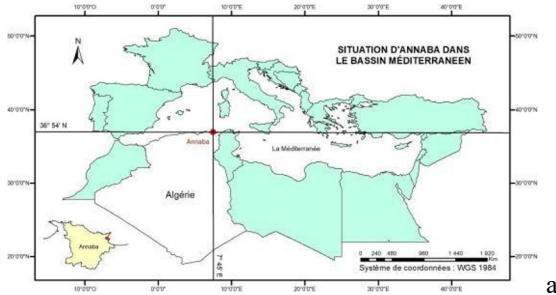 10°0'0"O 0°0'0" 10°0'0"E 20°0'0"E 30°0'0"E 40°0'0"E
N
SITUATION D'ANNABA DANS
LE BASSIN MÉDITERRANEEN
50°0'0"N 50°0'0"N
40°0'0"N 40°0'0"N
36° 54' N
Annaba
La Méditerranée
30°0'0"N 30°0'0"N
Algérie
Annaba
7° 46' E
20°0'0"N 20°0'0"N
0 240 480 960 1 440 1 920
Km
Système de coordonnées : WGS 1984
10°0'0"O 0°0'0" 10°0'0"E 20°0'0"E 30°0'0"E 40°0'0"E
a